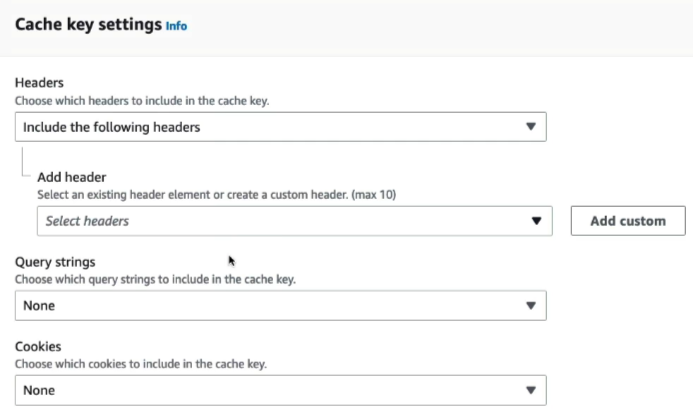 Cache key settings Info
Headers
Choose which headers to include in the cache key.
Include the following headers
Add header
Select an existing header element or create a custom header. (max 10)
Select headers
Add custom
Query strings
Choose which query strings to include in the cache key.
None
Cookies
Choose which cookies to include in the cache key.
None